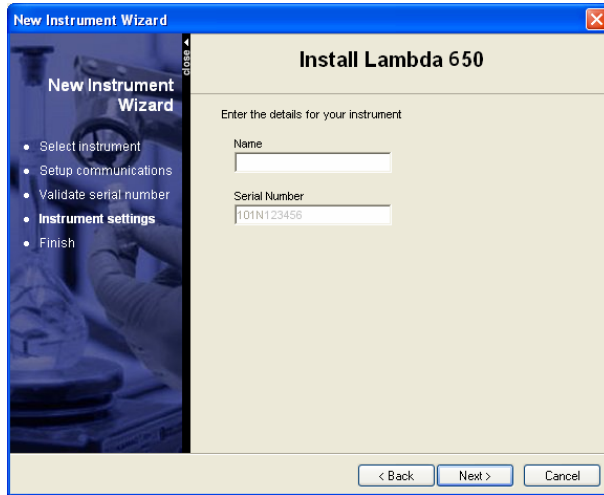 New Instrument Wizard
close
New Instrument
Wizard
Select instrument
Setup communications
Validate serial number
Instrument settings
Finish
Install Lambda 650
Enter the details for your instrument
Name
Serial Number
101N123456
< Back
Next >
Cancel